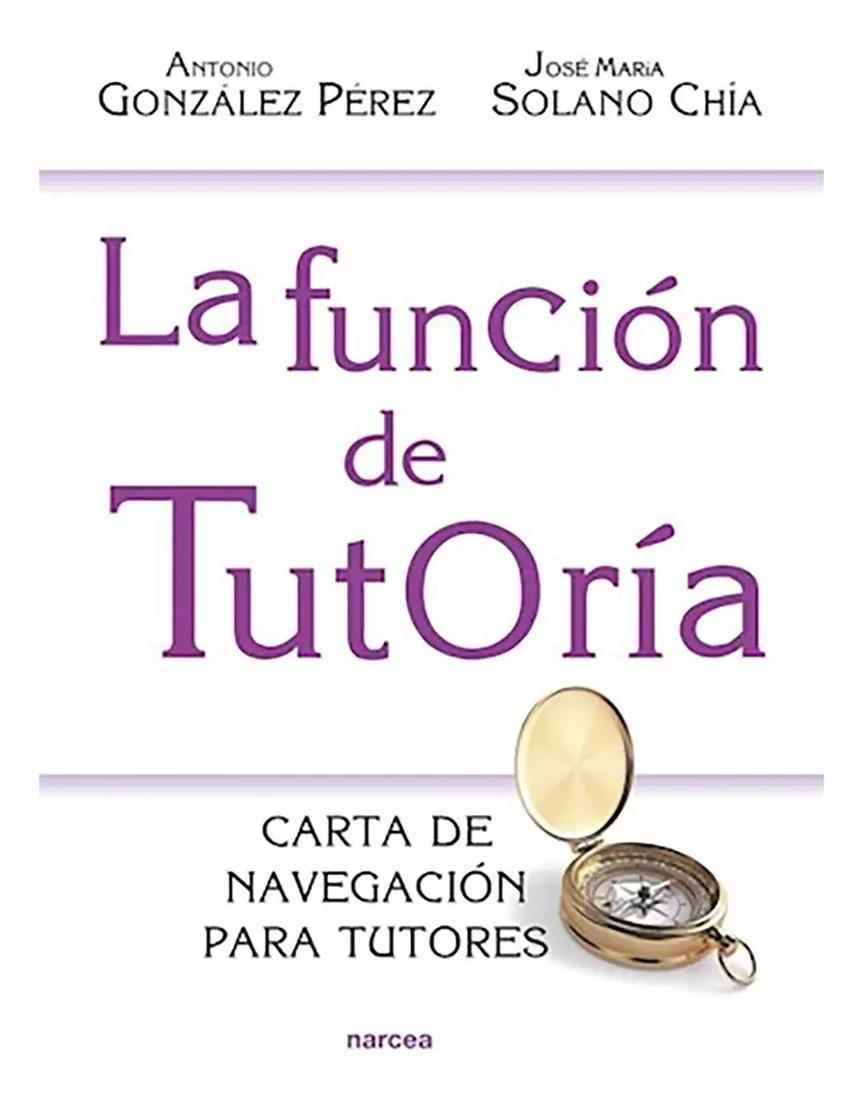 Antonio
González Pérez
José María
Solano Chía
La función
de
TutOría
CARTA DE
NAVEGACIÓN
PARA TUTORES
narcea